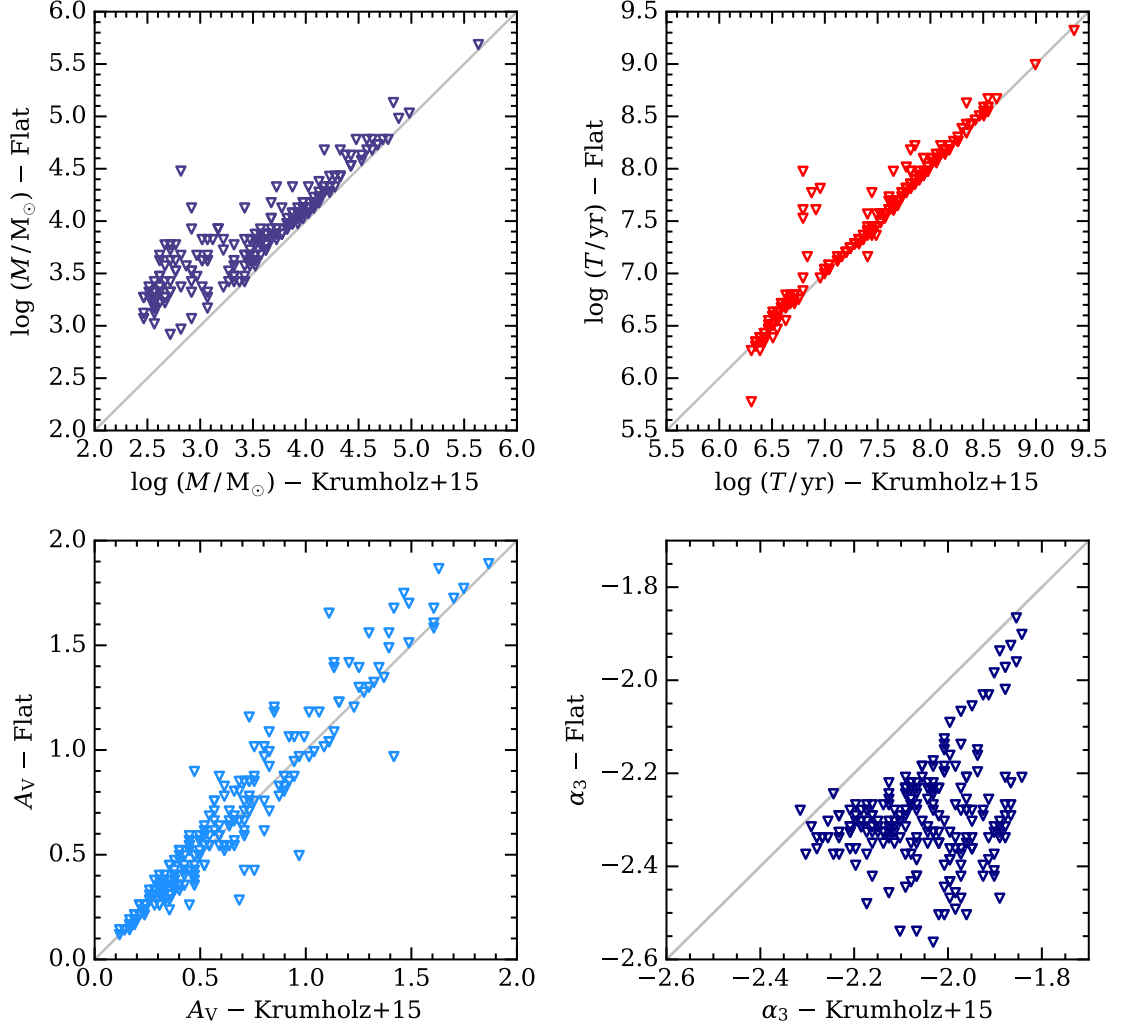 6.0
5.5
5.0
4.5
4.0
3.5
3.0
2.5
2.0
log (M/M⊙) − Flat
2.0 2.5 3.0 3.5 4.0 4.5 5.0 5.5 6.0
log (M/M⊙) − Krumholz+15
9.5
9.0
8.5
8.0
7.5
7.0
6.5
6.0
5.5
log (T/yr) − Flat
5.5 6.0 6.5 7.0 7.5 8.0 8.5 9.0 9.5
log (T/yr) − Krumholz+15
2.0
1.5
1.0
0.5
0.0
A_V − Flat
0.0 0.5 1.0 1.5 2.0
A_V − Krumholz+15
−1.8
−2.0
−2.2
−2.4
−2.6
α₃ − Flat
−2.6 −2.4 −2.2 −2.0 −1.8
α₃ − Krumholz+15